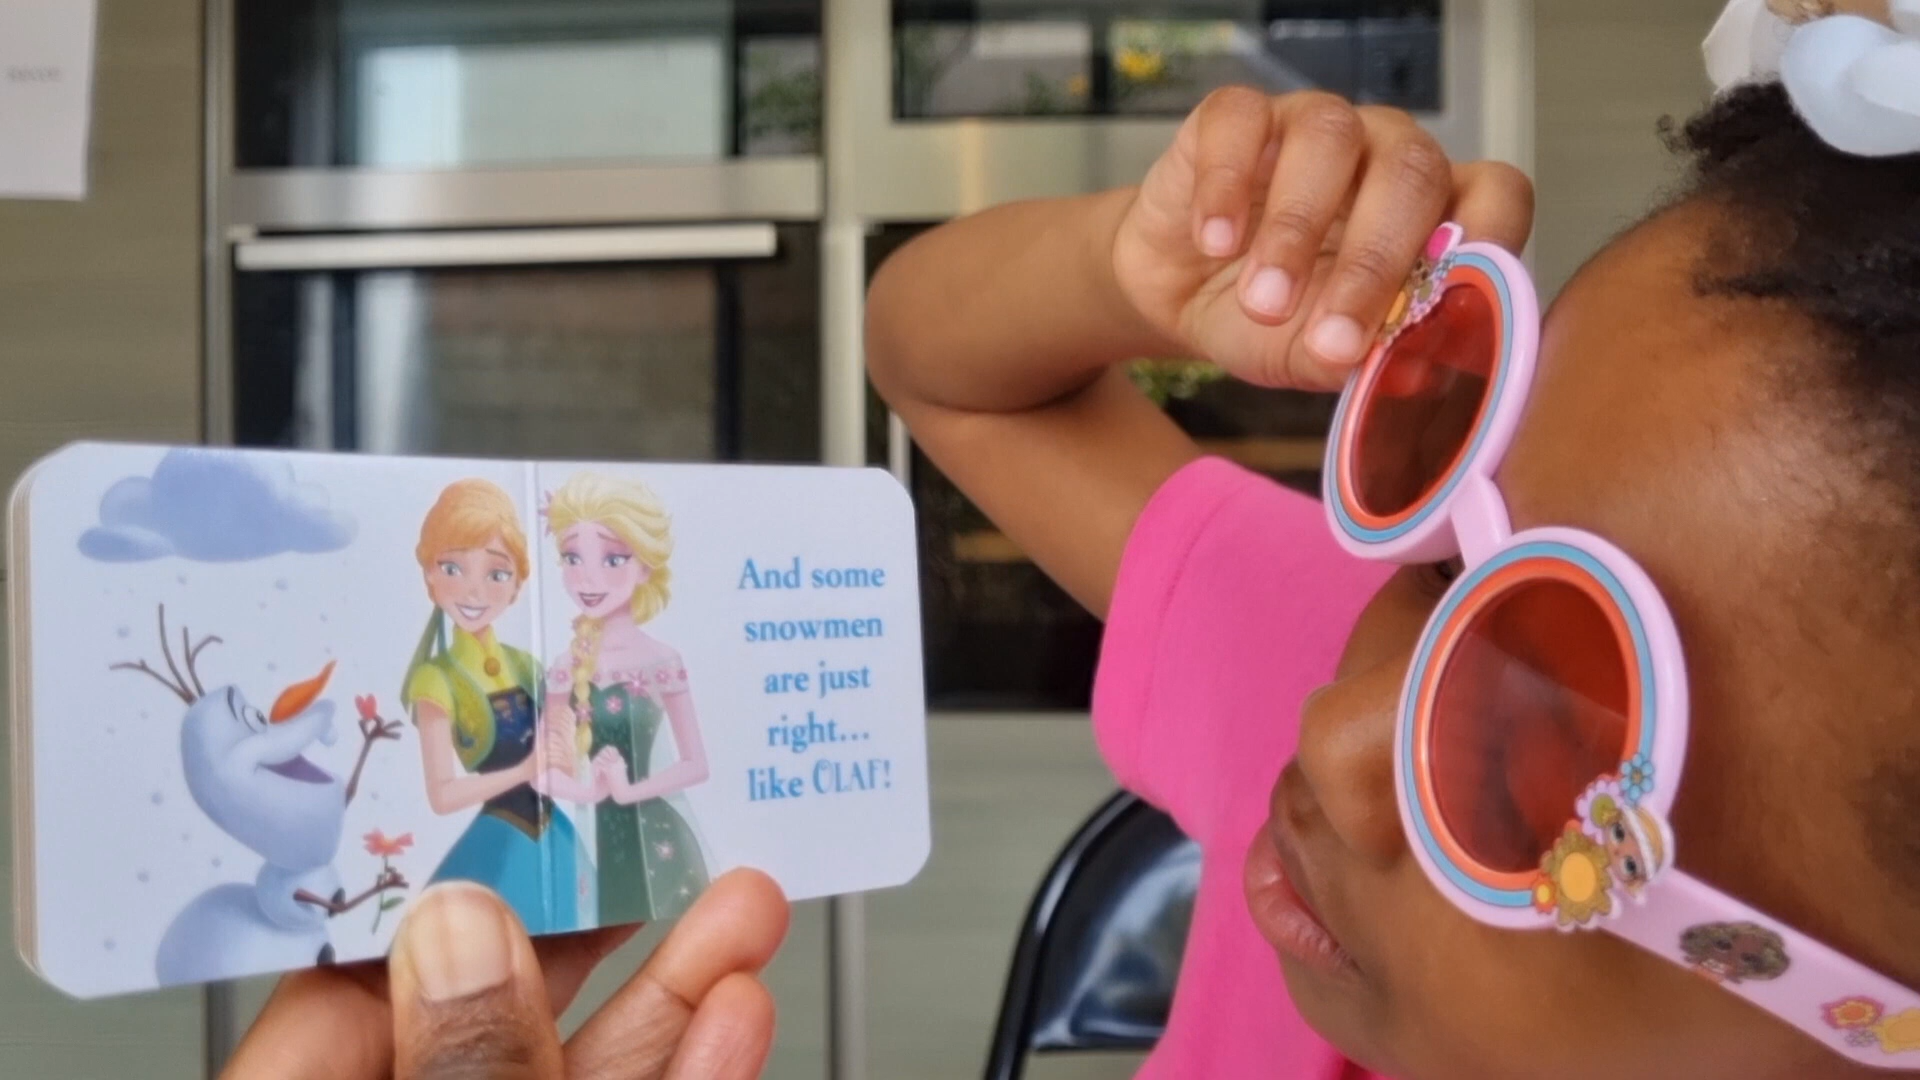 And some
snowmen
are just
right...
like OLAF!